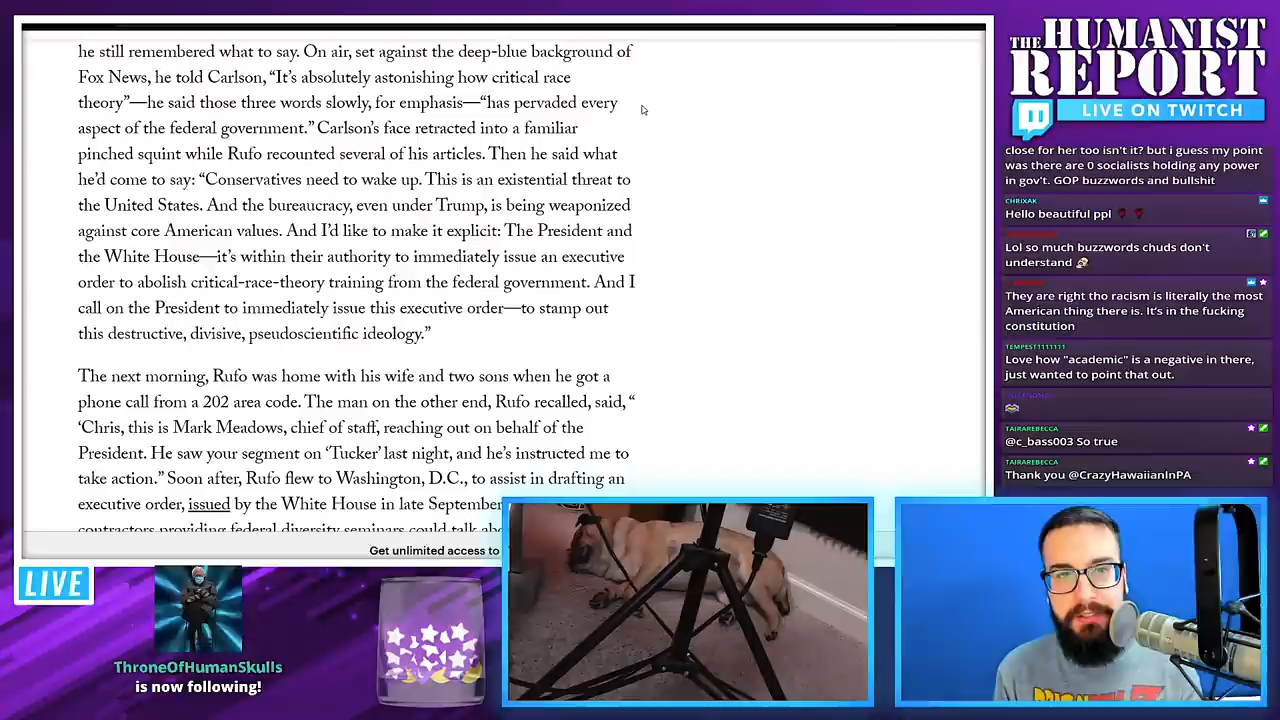 he still remembered what to say. On air, set against the deep-blue background of
Fox News, he told Carlson, “It’s absolutely astonishing how critical race
theory”—he said those three words slowly, for emphasis—“has pervaded every
aspect of the federal government.” Carlson’s face retracted into a familiar
pinched squint while Rufo recounted several of his articles. Then he said what
he’d come to say: “Conservatives need to wake up. This is an existential threat to
the United States. And the bureaucracy, even under Trump, is being weaponized
against core American values. And I’d like to make it explicit: The President and
the White House—it’s within their authority to immediately issue an executive
order to abolish critical-race-theory training from the federal government. And I
call on the President to immediately issue this executive order—to stamp out
this destructive, divisive, pseudoscientific ideology.”
The next morning, Rufo was home with his wife and two sons when he got a
phone call from a 202 area code. The man on the other end, Rufo recalled, said, “
‘Chris, this is Mark Meadows, chief of staff, reaching out on behalf of the
President. He saw your segment on ‘Tucker’ last night, and he’s instructed me to
take action.” Soon after, Rufo flew to Washington, D.C., to assist in drafting an
executive order, issued by the White House in late September
contractors providing federal diversity seminars could talk
Get unlimited access to
THE HUMANIST
REPORT
LIVE ON TWITCH
close for her too isn't it? but i guess my point
was there are 0 socialists holding any power
in gov't. GOP buzzwords and bullshit
CHRIXAK
Hello beautiful ppl
Lol so much buzzwords chuds don't
understand
They are right tho racism is literally the most
American thing there is. It’s in the fucking
constitution
TEMPEST1111111
Love how "academic" is a negative in there,
just wanted to point that out.
TAIRAREBECCA
@c_bass003 So true
TAIRAREBECCA
Thank you @CrazyHawaiianInPA
LIVE
ThroneOfHumanSkulls
is now following!